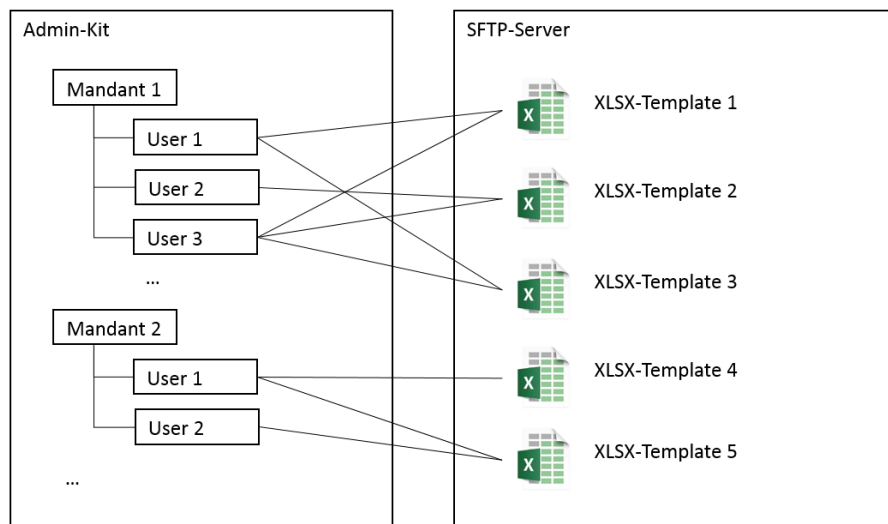 Admin-Kit
Mandant 1
User 1
User 2
User 3
...
Mandant 2
User 1
User 2
...
SFTP-Server
X XLSX-Template 1
X XLSX-Template 2
X XLSX-Template 3
X XLSX-Template 4
X XLSX-Template 5